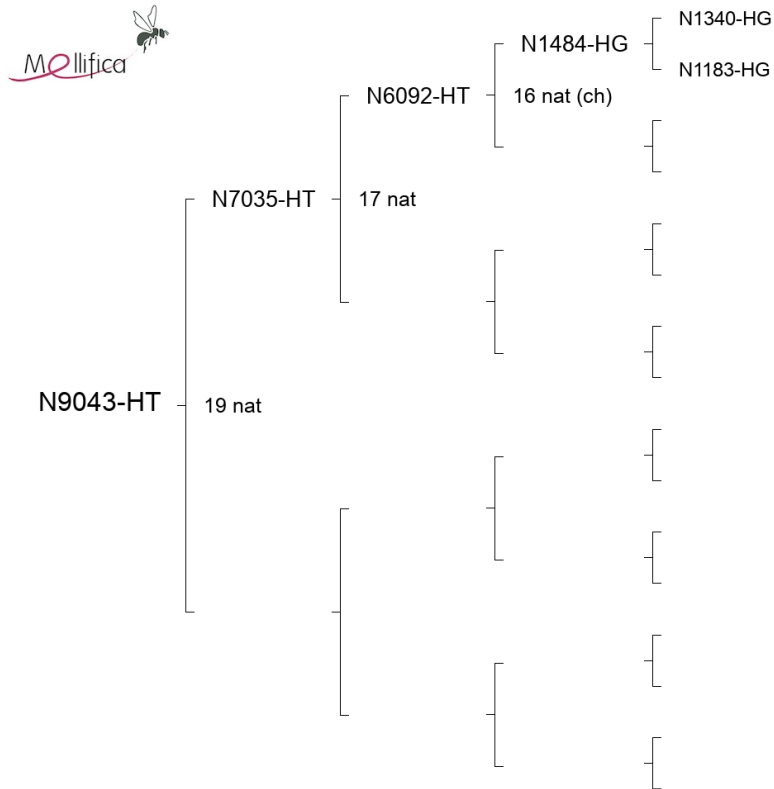 Mellifica
N1340-HG
N1484-HG
N1183-HG
N6092-HT
16 nat (ch)
N7035-HT
17 nat
N9043-HT
19 nat